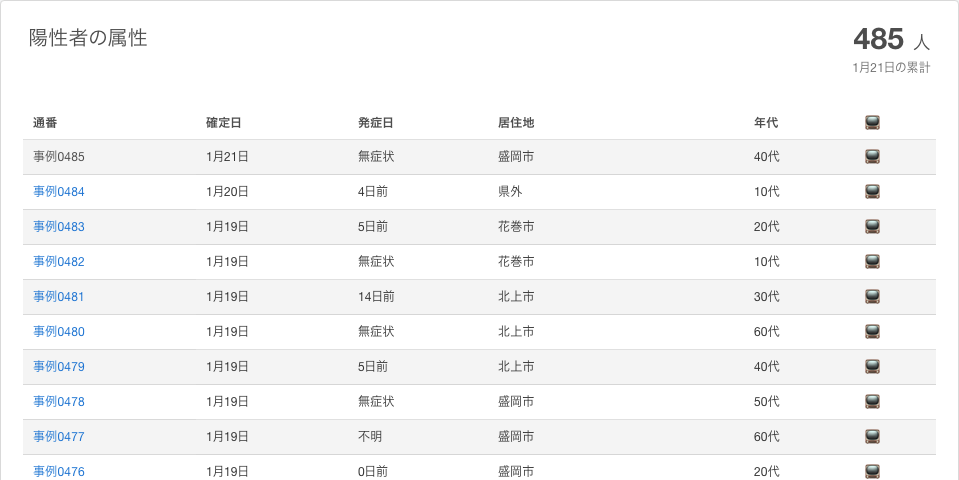 陽性者の属性
485 人
1月21日の累計
通番 確定日 発症日 居住地 年代
事例0485 1月21日 無症状 盛岡市 40代
事例0484 1月20日 4日前 県外 10代
事例0483 1月19日 5日前 花巻市 20代
事例0482 1月19日 無症状 花巻市 10代
事例0481 1月19日 14日前 北上市 30代
事例0480 1月19日 無症状 北上市 60代
事例0479 1月19日 5日前 北上市 40代
事例0478 1月19日 無症状 盛岡市 50代
事例0477 1月19日 不明 盛岡市 60代
事例0476 1月19日 0日前 盛岡市 20代